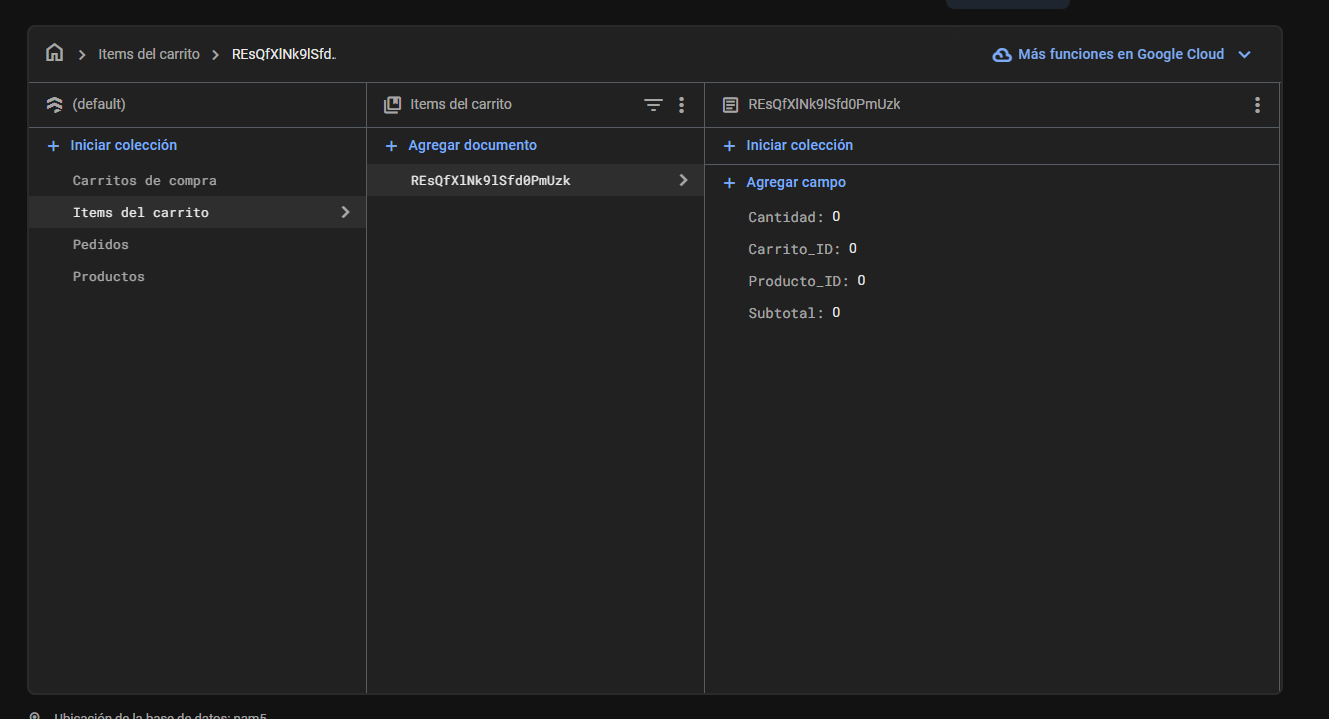 Items del carrito
REsQfXlNk9lSfd..
Más funciones en Google Cloud
(default)
Iniciar colección
Carritos de compra
Items del carrito
Pedidos
Productos
Items del carrito
Agregar documento
REsQfXlNk9lSfd0PmUzk
REsQfXlNk9lSfd0PmUzk
Iniciar colección
Agregar campo
Cantidad: 0
Carrito_ID: 0
Producto_ID: 0
Subtotal: 0
Ubicación de la base de datos: nam5